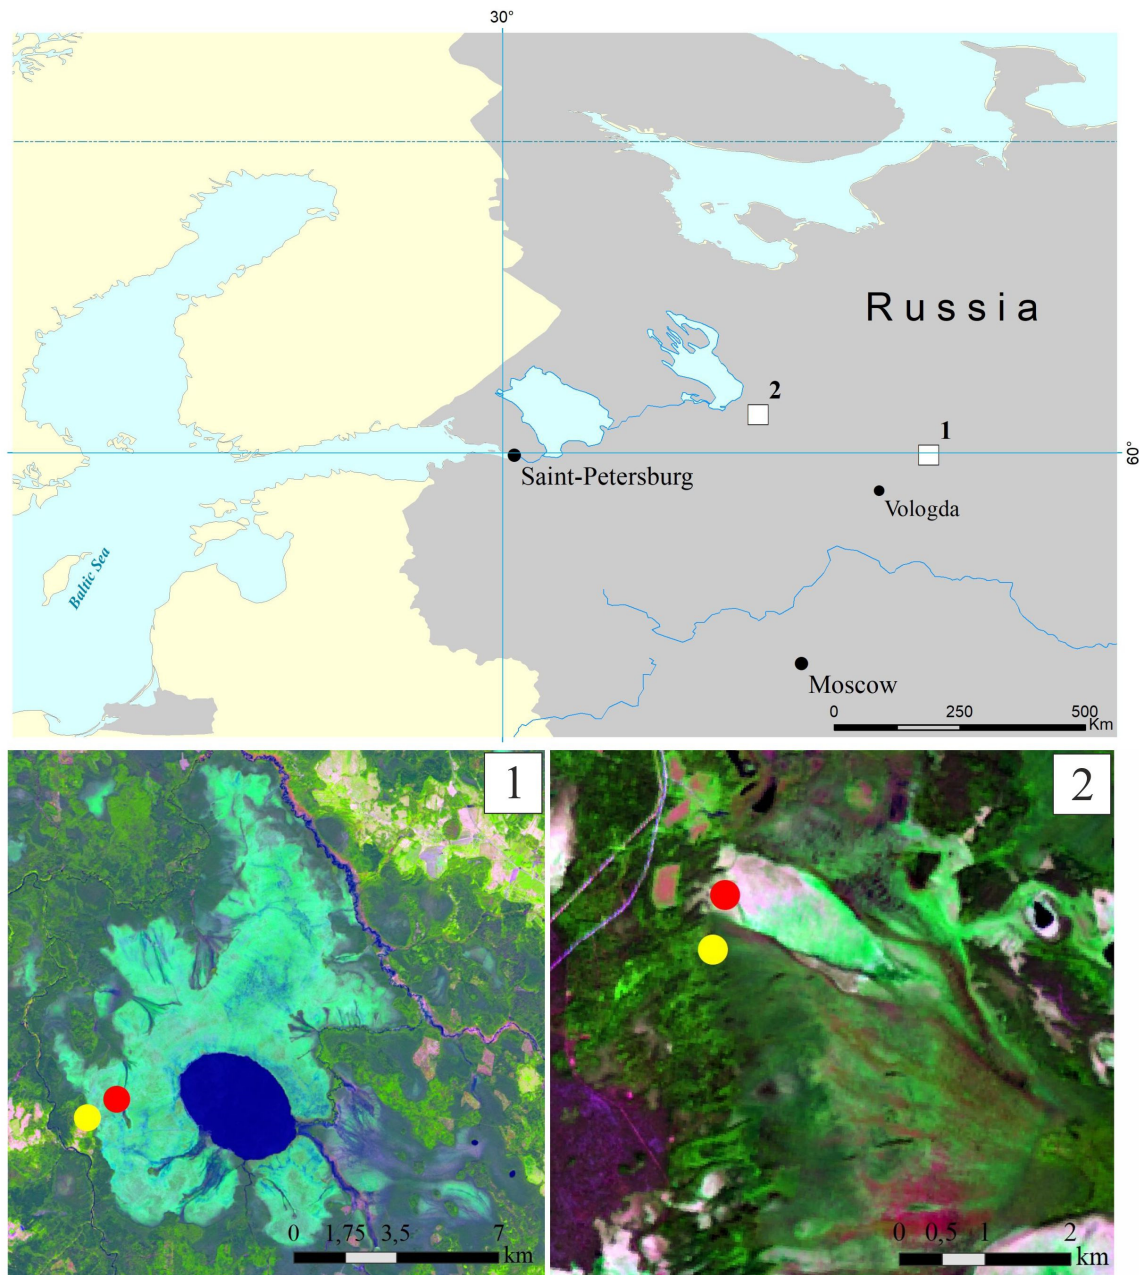 30°
Russia
2
1
60°
Saint-Petersburg
Vologda
Baltic Sea
Moscow
0 250 500
Km
1
2
0 1,75 3,5 7
km
0 0,5 1 2
km